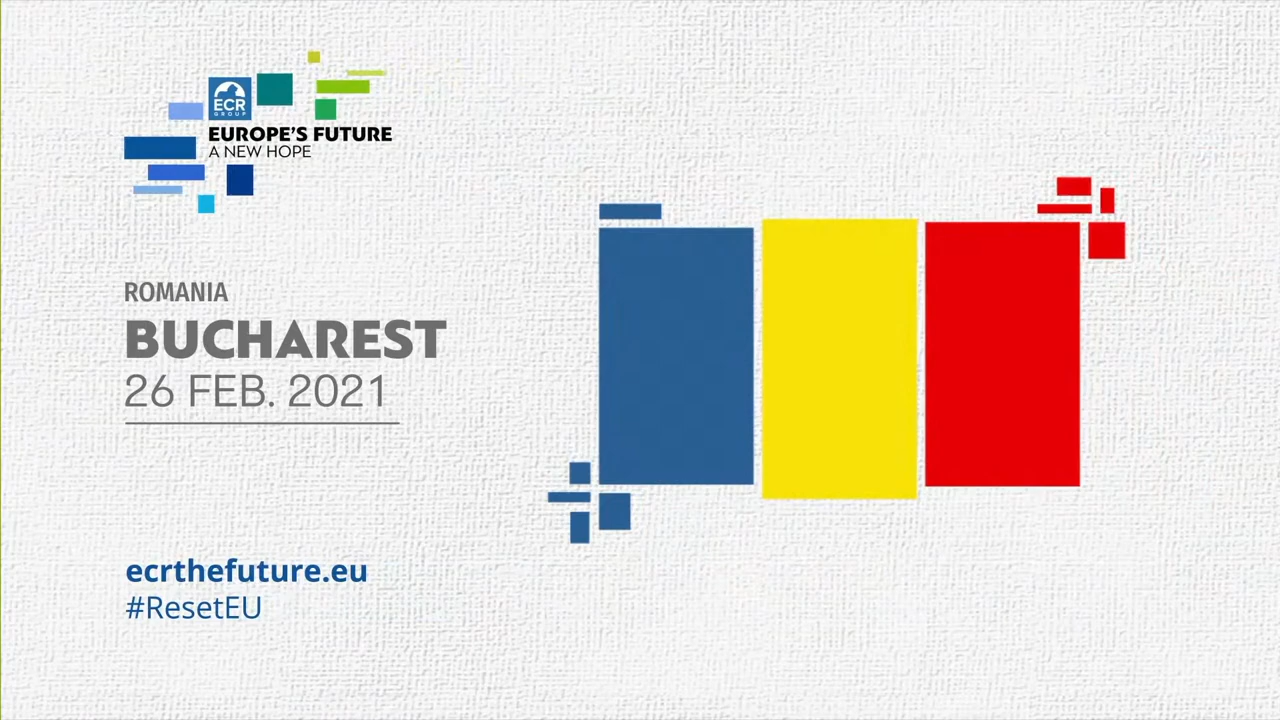 ECR
GROUP
EUROPE'S FUTURE
A NEW HOPE
ROMANIA
BUCHAREST
26 FEB. 2021
ecrthefuture.eu
#ResetEU